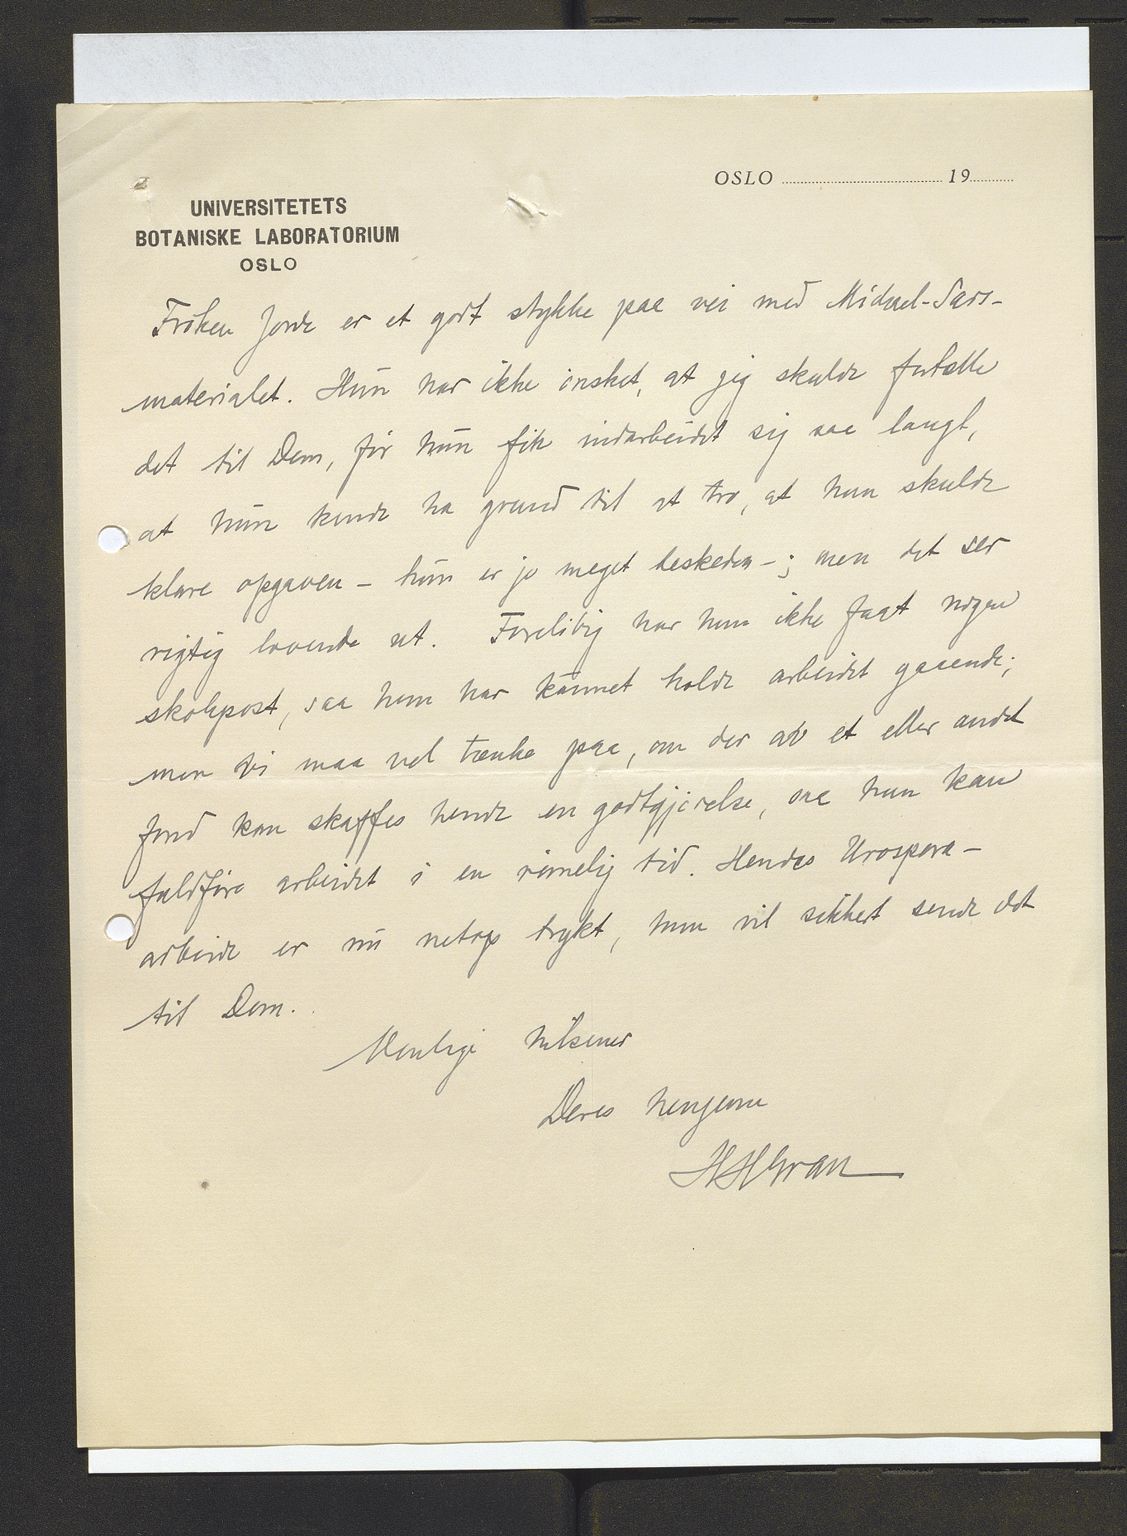 OSLO ........................ 19......
UNIVERSITETETS
BOTANISKE LABORATORIUM
OSLO
Frøken Jorde er et godt stykke paa vei med Michael-Sars-
materialet. Hun har ikke ønsket, at jeg skulde fortælle
det til Dem, før hun fik indarbeidet sig saa langt,
at hun kunde ha grund til at tro, at hun skulde
klare opgaven – hun er jo meget beskeden –; men det ser
rigtig lovende ut. Foreløbig har hun ikke faat nogen
skolepost, saa hun har kunnet holde arbeidet gaaende;
men vi maa vel tænke paa, om der av et eller andet
fond kan skaffes hende en godtgjørelse, saa hun kan
fuldføre arbeidet i en rimelig tid. Hendes Urospora-
arbeide er nu netop trykt, hun vil sikkert sende det
til Dem.
Venlige hilsener
Deres hengivne
HHGran